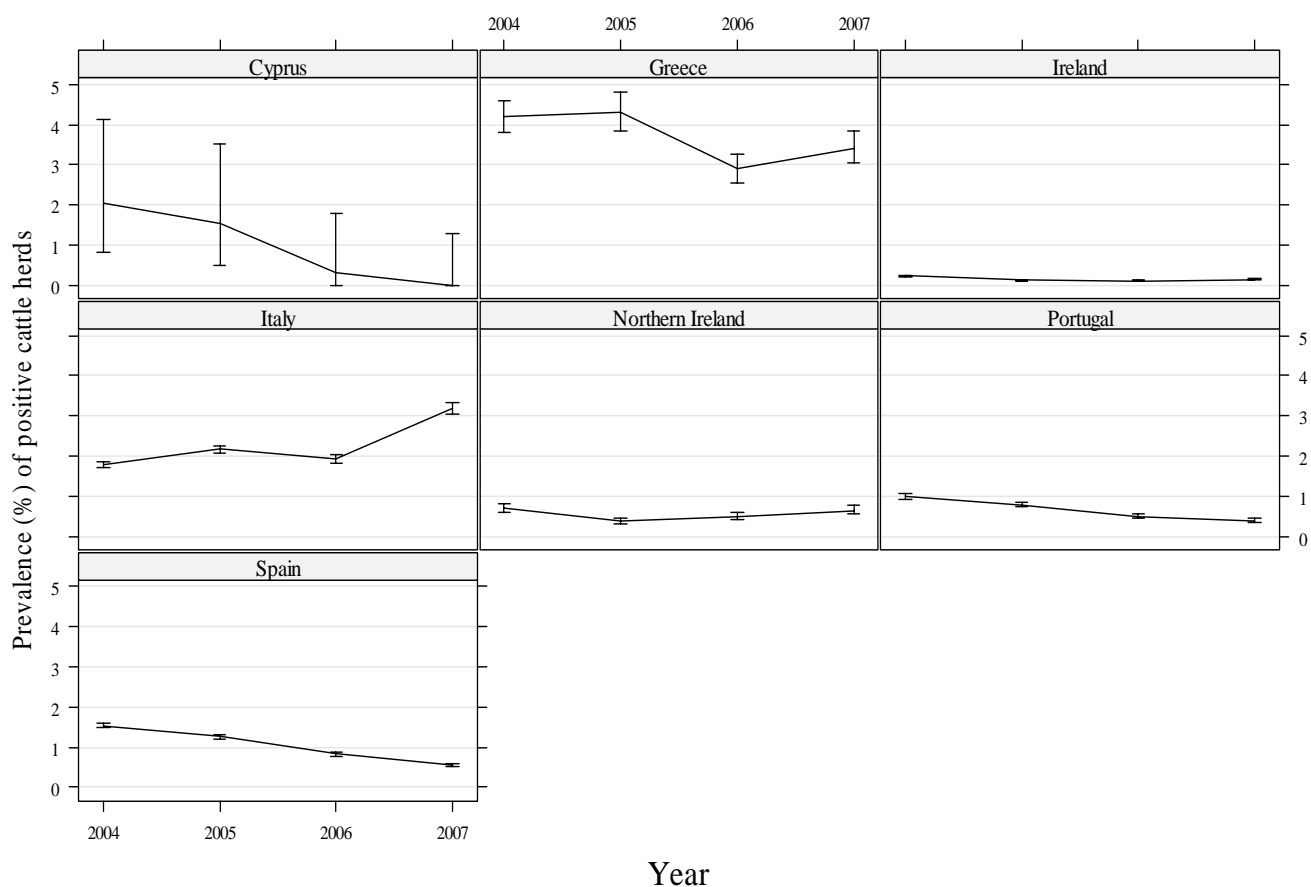 2004 2005 2006 2007
Cyprus Greece Ireland
5
4
3
2
1
0
Italy Northern Ireland Portugal
5
4
3
2
1
0
Spain
5
4
3
2
1
0
2004 2005 2006 2007
Prevalence (%) of positive cattle herds
Year